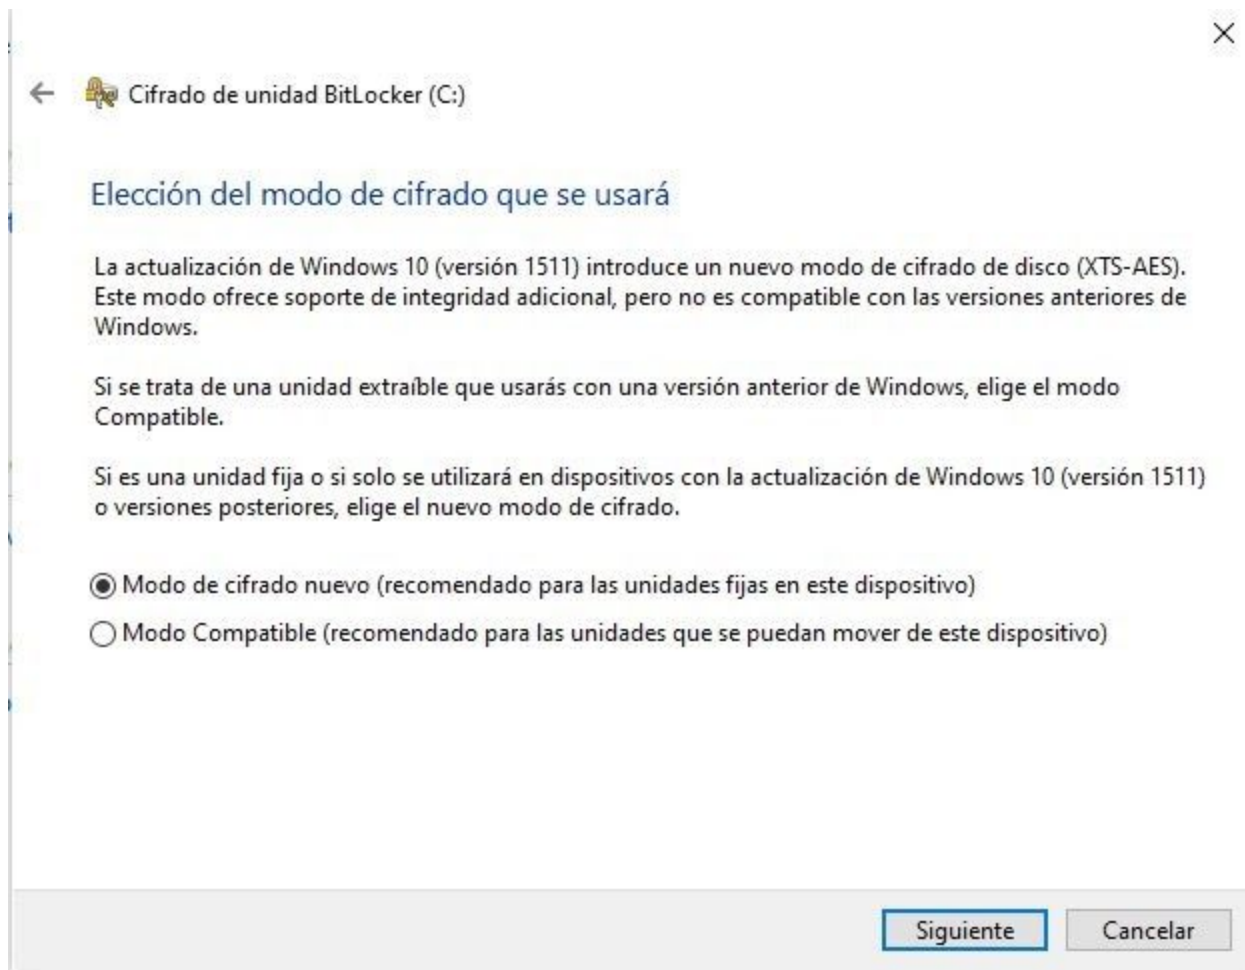 Cifrado de unidad BitLocker (C:)
Elección del modo de cifrado que se usará
La actualización de Windows 10 (versión 1511) introduce un nuevo modo de cifrado de disco (XTS-AES).
Este modo ofrece soporte de integridad adicional, pero no es compatible con las versiones anteriores de
Windows.
Si se trata de una unidad extraíble que usarás con una versión anterior de Windows, elige el modo
Compatible.
Si es una unidad fija o si solo se utilizará en dispositivos con la actualización de Windows 10 (versión 1511)
o versiones posteriores, elige el nuevo modo de cifrado.
Modo de cifrado nuevo (recomendado para las unidades fijas en este dispositivo)
Modo Compatible (recomendado para las unidades que se puedan mover de este dispositivo)
Siguiente
Cancelar